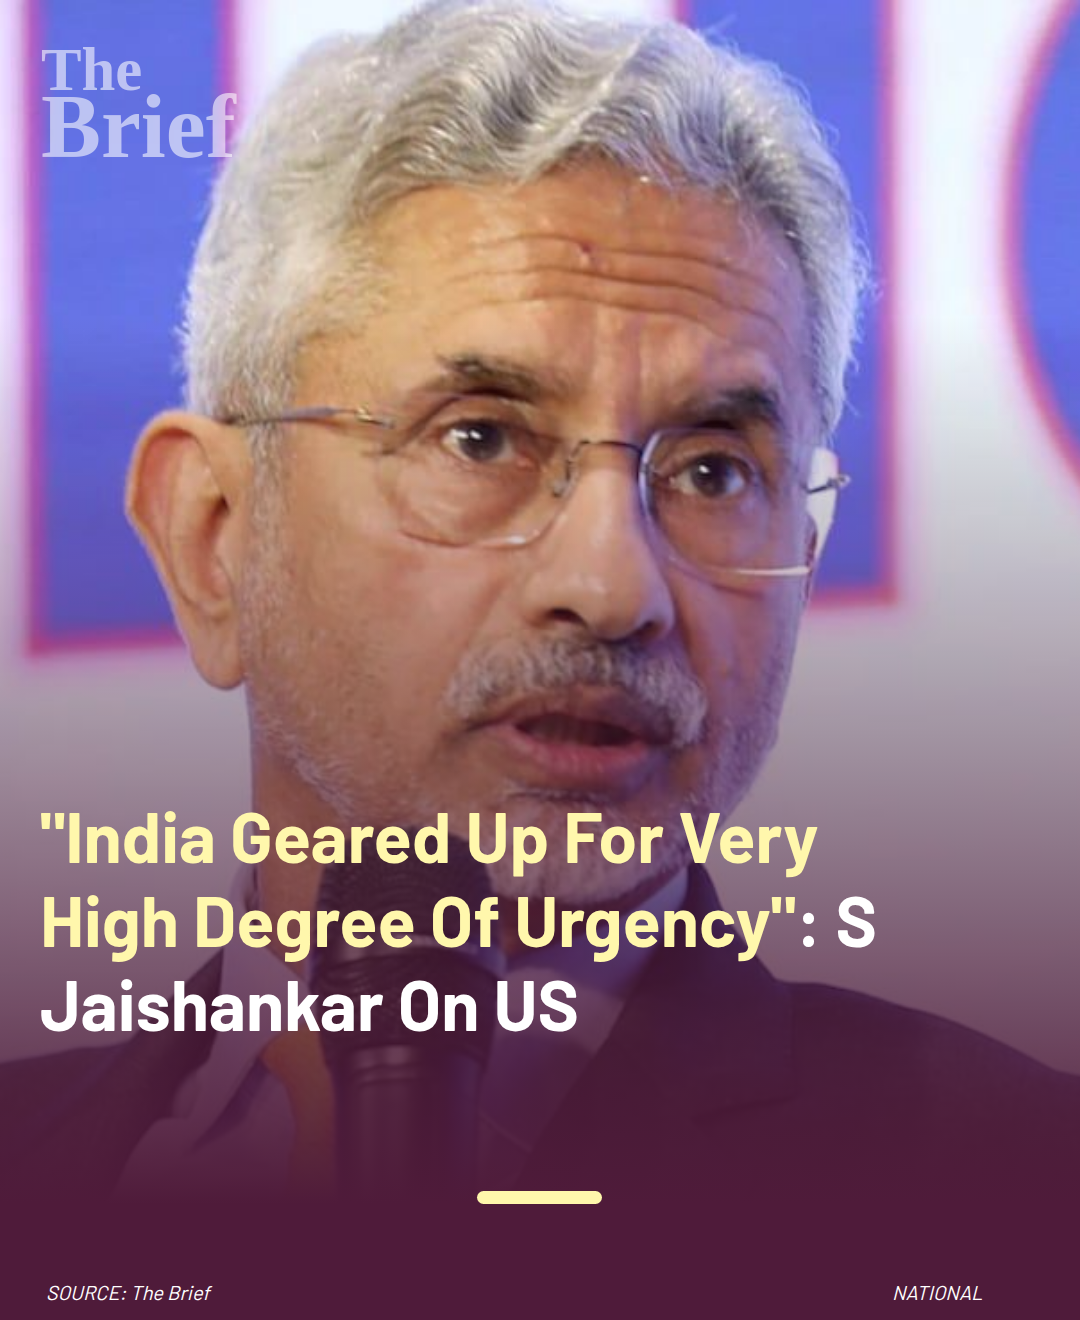 The
Brief
"India Geared Up For Very
High Degree Of Urgency": S
Jaishankar On US
SOURCE: The Brief
NATIONAL